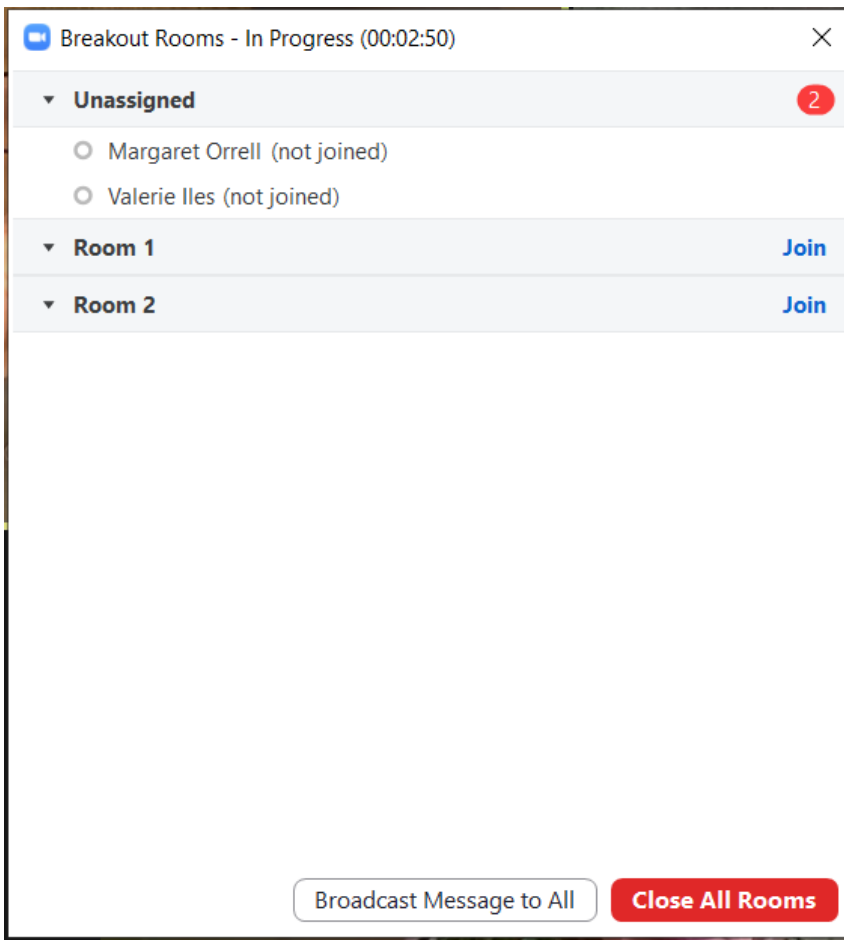 Breakout Rooms - In Progress (00:02:50)
Unassigned 2
Margaret Orrell (not joined)
Valerie Iles (not joined)
Room 1 Join
Room 2 Join
Broadcast Message to All Close All Rooms